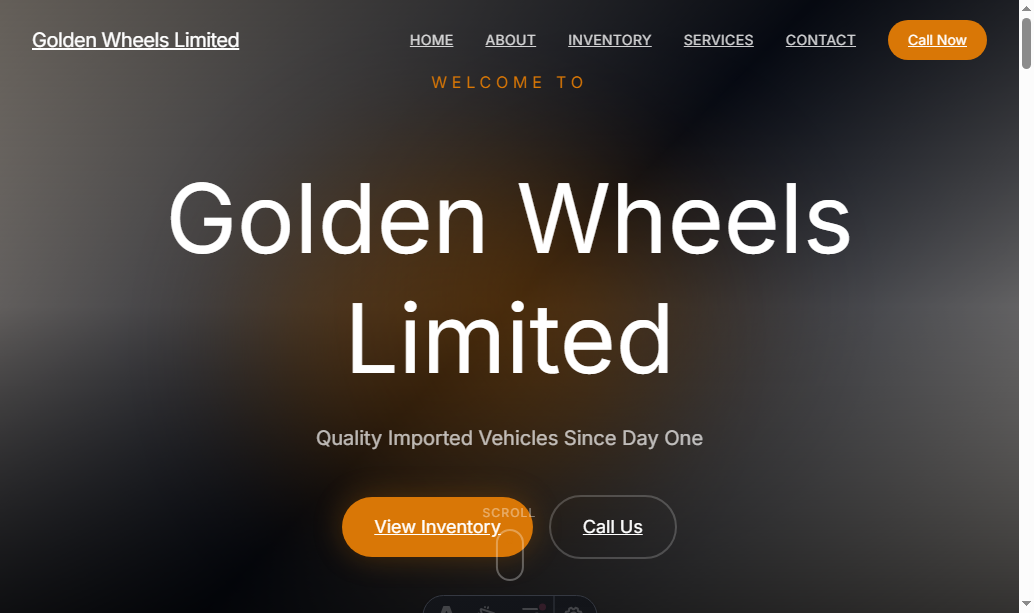 Golden Wheels Limited
HOME ABOUT INVENTORY SERVICES CONTACT Call Now
WELCOME TO
Golden Wheels
Limited
Quality Imported Vehicles Since Day One
View Inventory Call Us
SCROLL